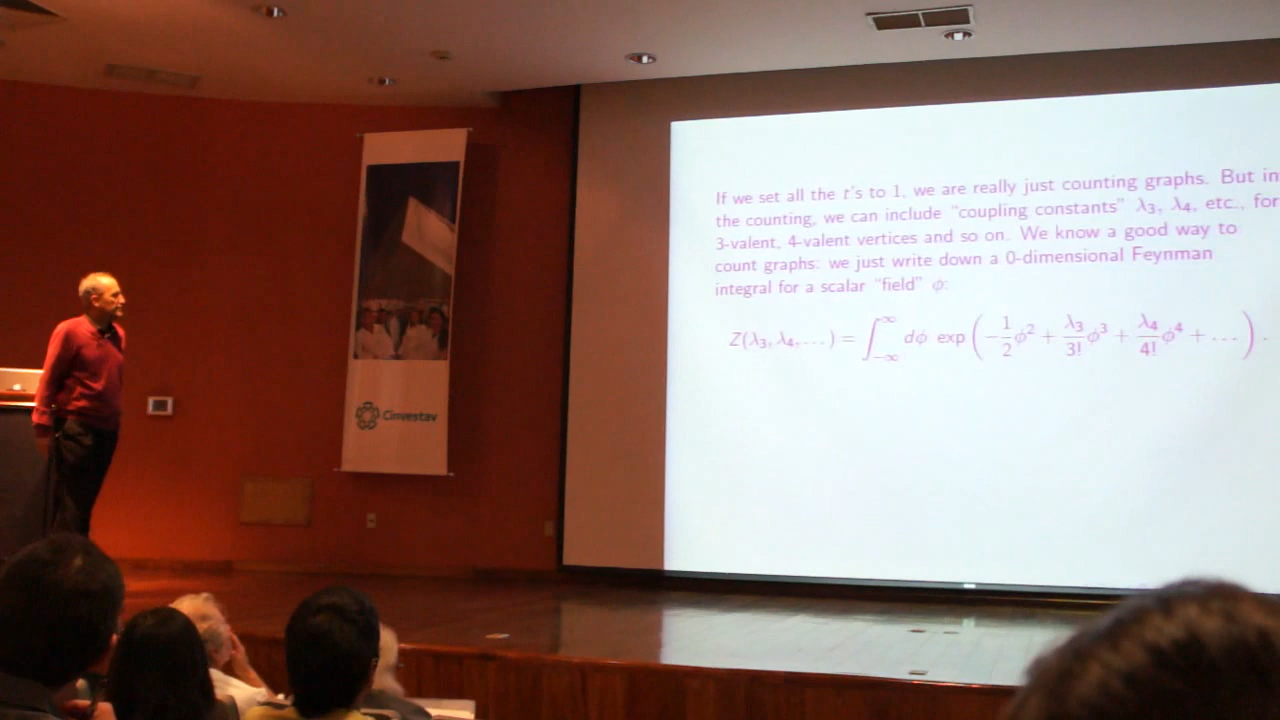 If we set all the t's to 1, we are really just counting graphs. But in
the counting, we can include "coupling constants" λ₃, λ₄, etc., for
3-valent, 4-valent vertices and so on. We know a good way to
count graphs: we just write down a 0-dimensional Feynman
integral for a scalar "field" ϕ:
Z(λ₃, λ₄, . . . ) = ∫_{−∞}^{∞} dϕ exp ( −1/2 ϕ² + λ₃/3! ϕ³ + λ₄/4! ϕ⁴ + . . . ) .
Cinvestav